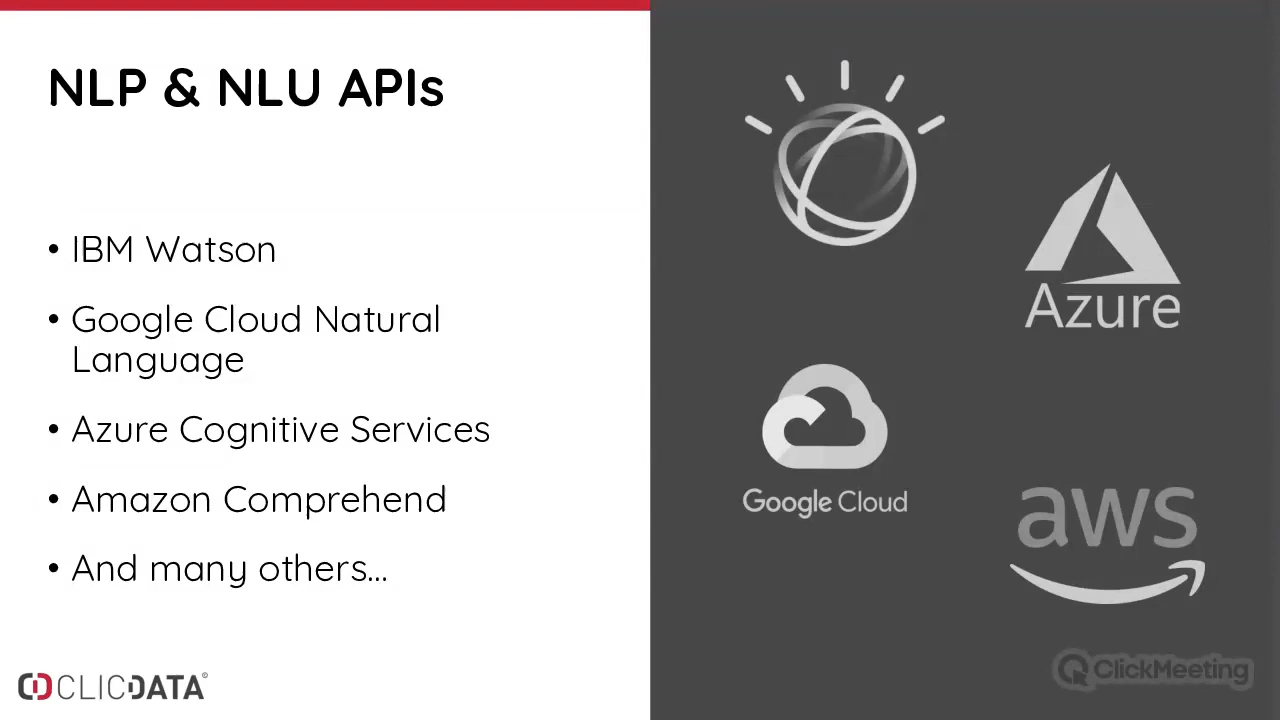 NLP & NLU APIs
• IBM Watson
• Google Cloud Natural
Language
• Azure Cognitive Services
• Amazon Comprehend
• And many others...
CLICDATA©
Azure
Google Cloud
aws
ClickMeeting